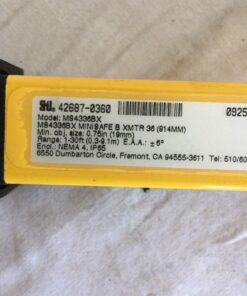 STI 42687-0360
0925
Model: MS4336BX
MS4336BX MINISAFE B XMTR 36 (914MM)
Min. obj. size: 0.75in (19mm)
Range: 1-30ft (0.3-9.1m) E.A.A.: ± 6°
Encl.: NEMA 4, IP65
6550 Dumbarton Circle, Fremont, CA 94555-3611 Tel: 510/60